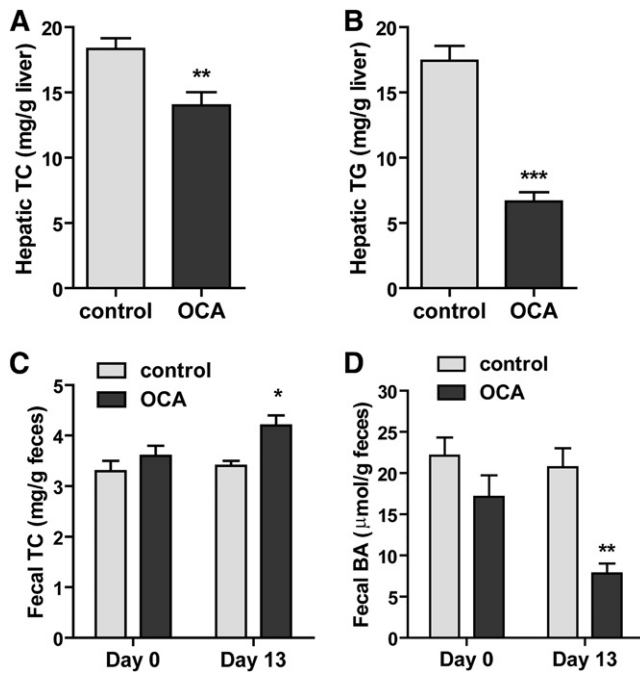 A
Hepatic TC (mg/g liver)
20
15
10
5
0
**
control OCA
B
Hepatic TG (mg/g liver)
20
15
10
5
0
***
control OCA
C
control
OCA
Fecal TC (mg/g feces)
5
4
3
2
1
0
*
Day 0 Day 13
D
control
OCA
Fecal BA (μmol/g feces)
30
25
20
15
10
5
0
**
Day 0 Day 13